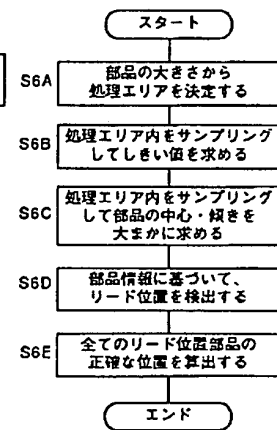 スタート
S6A
部品の大きさから
処理エリアを決定する
S6B
処理エリア内をサンプリング
してしきい値を求める
S6C
処理エリア内をサンプリング
して部品の中心・傾きを
大まかに求める
S6D
部品情報に基づいて、
リード位置を検出する
S6E
全てのリード位置部品の
正確な位置を算出する
エンド